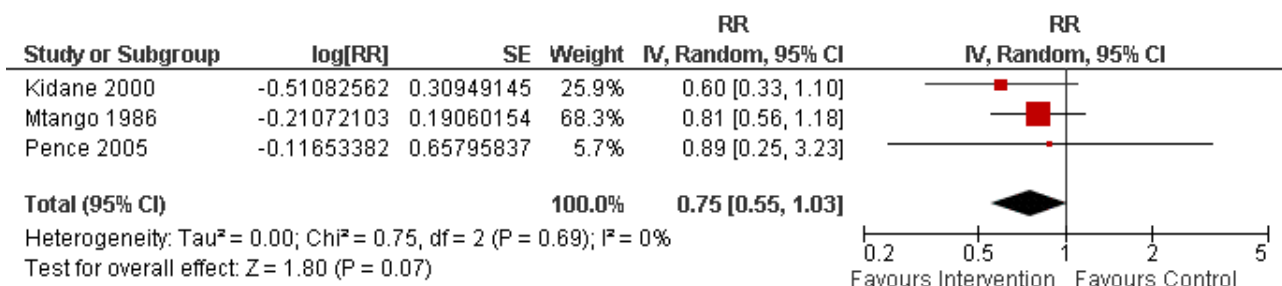 RR RR
Study or Subgroup log[RR] SE Weight IV, Random, 95% CI IV, Random, 95% CI
Kidane 2000 -0.51082562 0.30949145 25.9% 0.60 [0.33, 1.10]
Mtango 1986 -0.21072103 0.19060154 68.3% 0.81 [0.56, 1.18]
Pence 2005 -0.11653382 0.65795837 5.7% 0.89 [0.25, 3.23]
Total (95% CI) 100.0% 0.75 [0.55, 1.03]
Heterogeneity: Tau² = 0.00; Chi² = 0.75, df = 2 (P = 0.69); I² = 0%
Test for overall effect: Z = 1.80 (P = 0.07)
0.2 0.5 1 2 5
Favours Intervention Favours Control